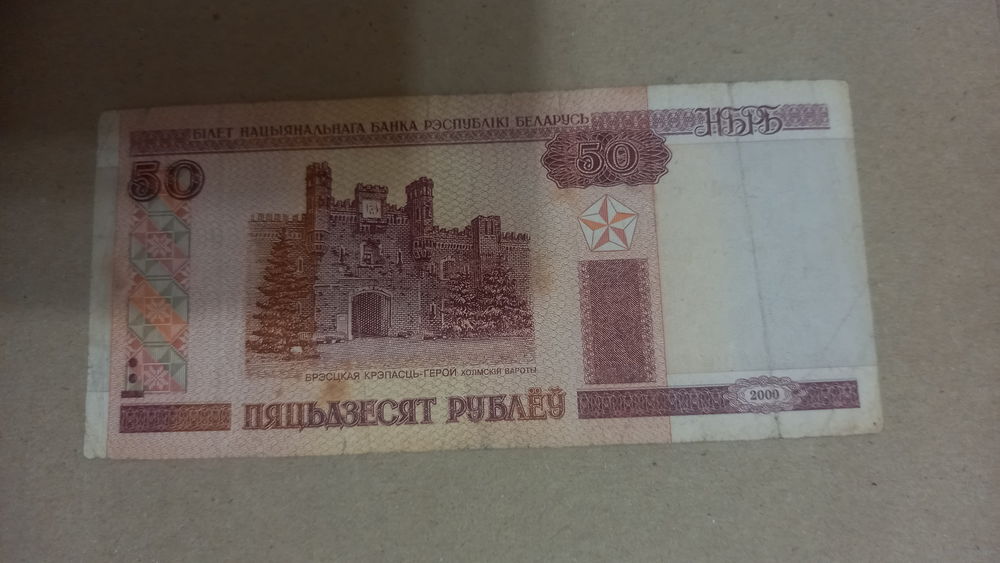 БІЛЕТ НАЦЫЯНАЛЬНАГА БАНКА РЭСПУБЛІКІ БЕЛАРУСЬ
НБРБ
50
50
БРЭСЦКАЯ КРЭПАСЦЬ-ГЕРОЙ ХОЛМСКІЯ ВАРОТЫ
ПЯЦЬДЗЕСЯТ РУБЛЁЎ
2000